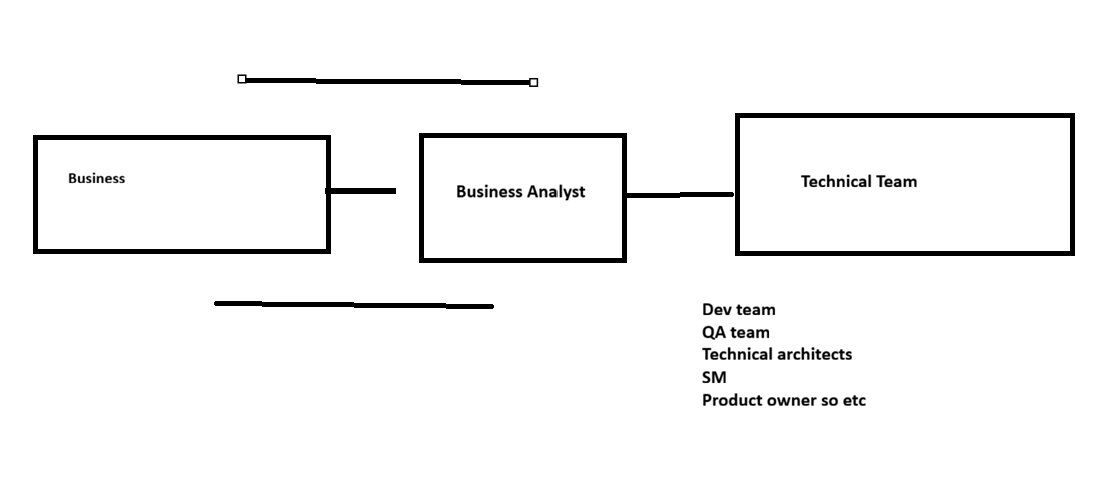 Business
Business Analyst
Technical Team
Dev team
QA team
Technical architects
SM
Product owner so etc